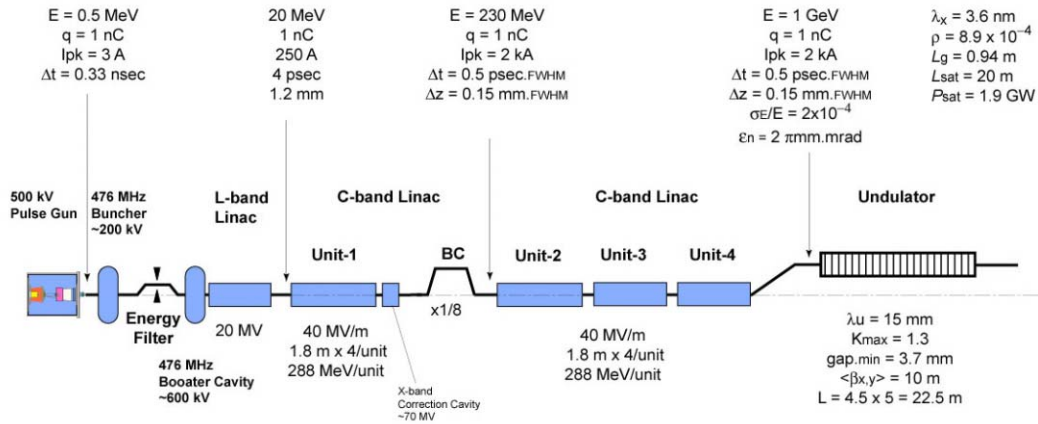 E = 0.5 MeV
q = 1 nC
Ipk = 3 A
Δt = 0.33 nsec
20 MeV
1 nC
250 A
4 psec
1.2 mm
E = 230 MeV
q = 1 nC
Ipk = 2 kA
Δt = 0.5 psec.FWHM
Δz = 0.15 mm.FWHM
E = 1 GeV
q = 1 nC
Ipk = 2 kA
Δt = 0.5 psec.FWHM
Δz = 0.15 mm.FWHM
σE/E = 2x10⁻⁴
εn = 2 πmm.mrad
λx = 3.6 nm
ρ = 8.9 x 10⁻⁴
Lg = 0.94 m
Lsat = 20 m
Psat = 1.9 GW
500 kV
Pulse Gun
476 MHz
Buncher
~200 kV
L-band
Linac
C-band Linac
C-band Linac
Undulator
Unit-1
BC
Unit-2
Unit-3
Unit-4
Energy
Filter
476 MHz
Booater Cavity
~600 kV
20 MV
40 MV/m
1.8 m x 4/unit
288 MeV/unit
X-band
Correction Cavity
~70 MV
x1/8
40 MV/m
1.8 m x 4/unit
288 MeV/unit
λu = 15 mm
Kmax = 1.3
gap.min = 3.7 mm
<βx,y> = 10 m
L = 4.5 x 5 = 22.5 m